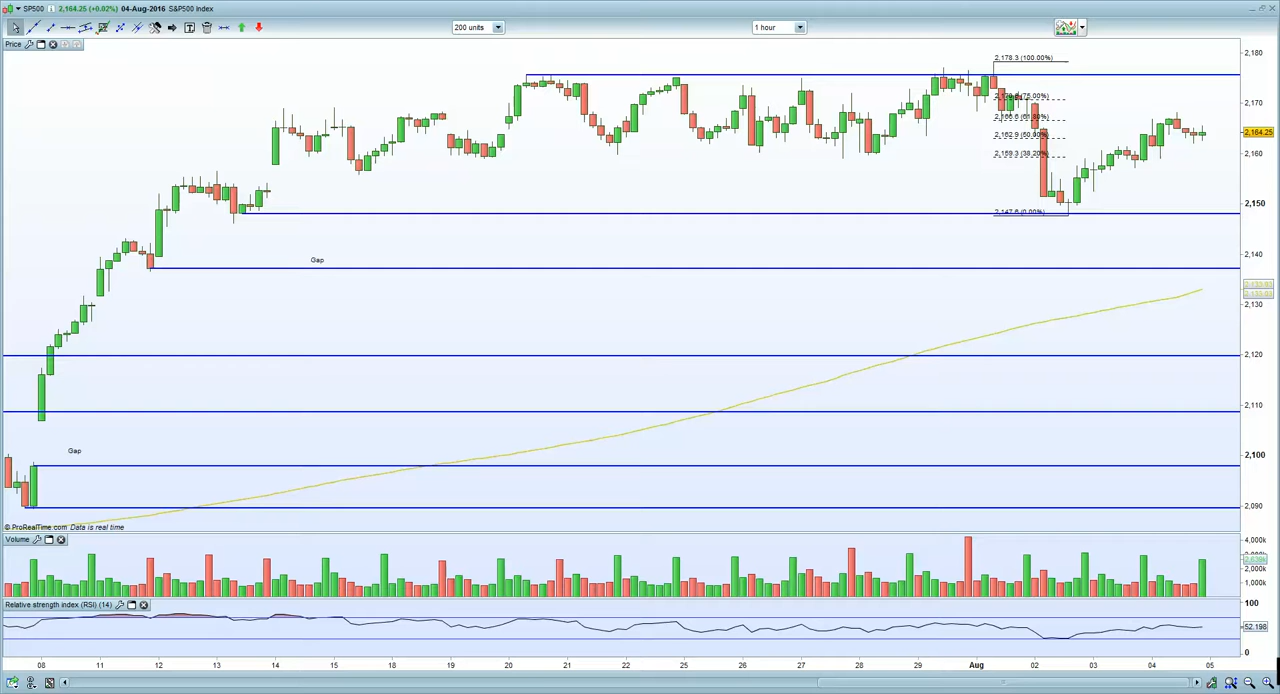 SP500 2,164.25 (+0.02%) 04-Aug-2016 S&P500 Index
200 units
1 hour
Price
2,180
2,178.3 (100.00%)
2,170
2,164.25
2,162.9 (50.00%)
2,160
2,159.3 (38.20%)
2,150
2,147.6 (0.00%)
2,140
Gap
2,130
2,120
2,110
Gap
2,100
2,090
© ProRealTime.com Data is real time
Volume
4,000k
2,000k
1,000k
Relative strength index (RSI) (14)
100
52.198
0
08 11 12 13 14 15 18 19 20 21 22 25 26 27 28 29 Aug 02 03 04 05